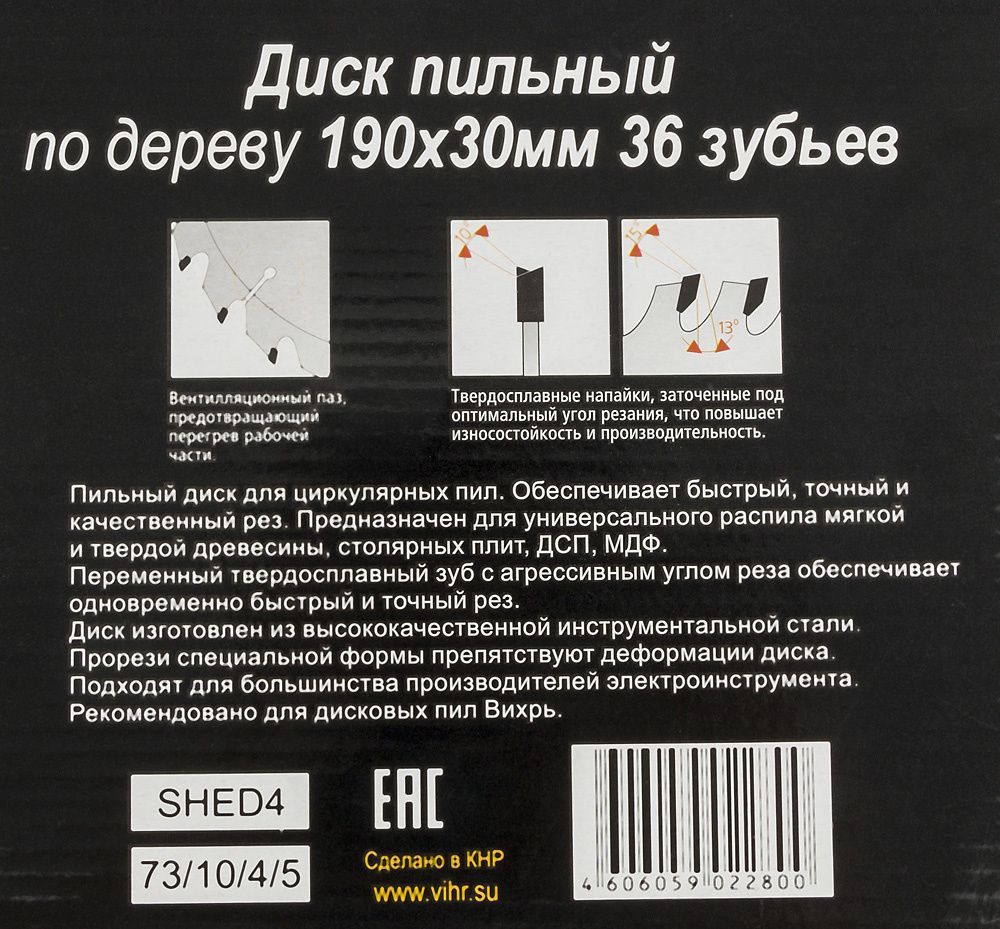 Диск пильный
по дереву 190х30мм 36 зубьев
10°
15°
13°
Вентилляционный паз,
предотвращающий
перегрев рабочей
части.
Твердосплавные напайки, заточенные под
оптимальный угол резания, что повышает
износостойкость и производительность.
Пильный диск для циркулярных пил. Обеспечивает быстрый, точный и
качественный рез. Предназначен для универсального распила мягкой
и твердой древесины, столярных плит, ДСП, МДФ.
Переменный твердосплавный зуб с агрессивным углом реза обеспечивает
одновременно быстрый и точный рез.
Диск изготовлен из высококачественной инструментальной стали.
Прорези специальной формы препятствуют деформации диска.
Подходят для большинства производителей электроинструмента.
Рекомендовано для дисковых пил Вихрь.
SHED4
73/10/4/5
EAC
Сделано в КНР
www.vihr.su
4 606059 022800